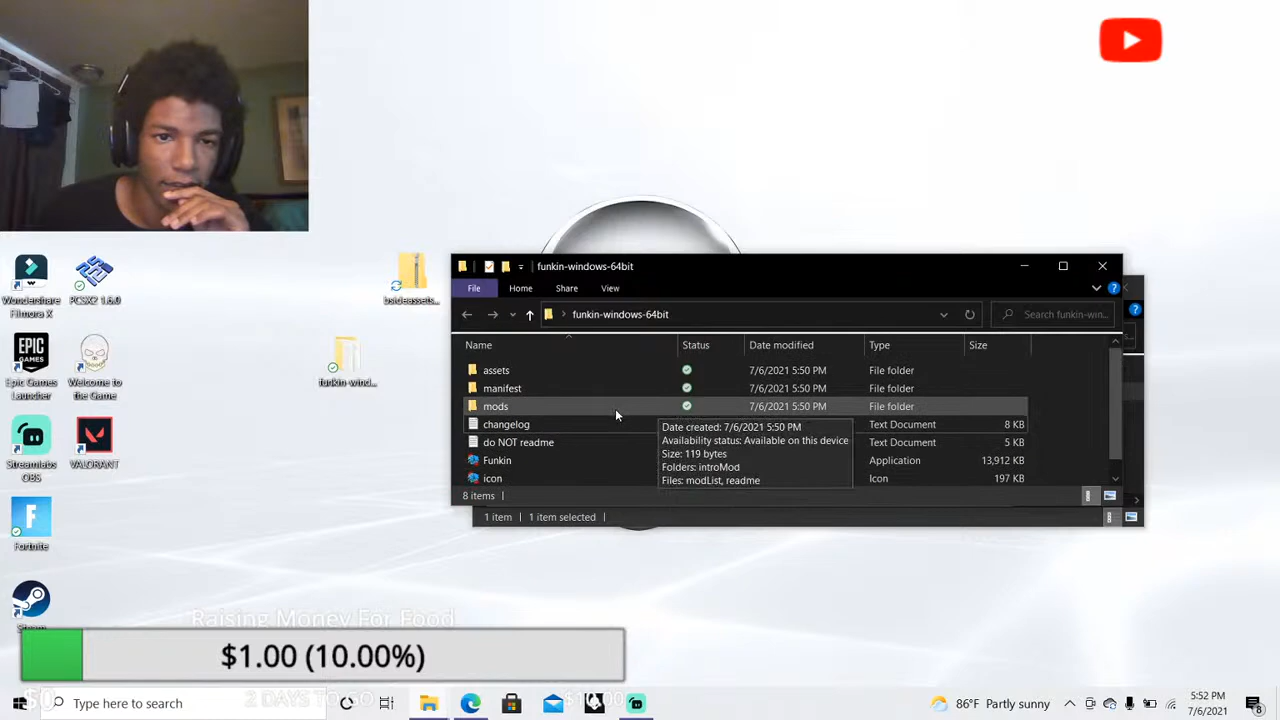 funkin-windows-64bit
File Home Share View
funkin-windows-64bit
Search funkin-win...
Name Status Date modified Type Size
assets 7/6/2021 5:50 PM File folder
manifest 7/6/2021 5:50 PM File folder
mods 7/6/2021 5:50 PM File folder
changelog Text Document 8 KB
do NOT readme Text Document 5 KB
Funkin Application 13,912 KB
icon Icon 197 KB
Date created: 7/6/2021 5:50 PM
Availability status: Available on this device
Size: 119 bytes
Folders: introMod
Files: modList, readme
8 items
1 item 1 item selected
Wondershare
Filmora X
PCSX2 1.6.0
bsideassets...
Epic Games
Launcher
Welcome to
the Game
funkin-wind...
Streamlabs
OBS
VALORANT
Fortnite
Steam
Raising Money For Food
$1.00 (10.00%)
$0
2 DAYS TO GO
Type here to search
86°F Partly sunny
5:52 PM
7/6/2021
8